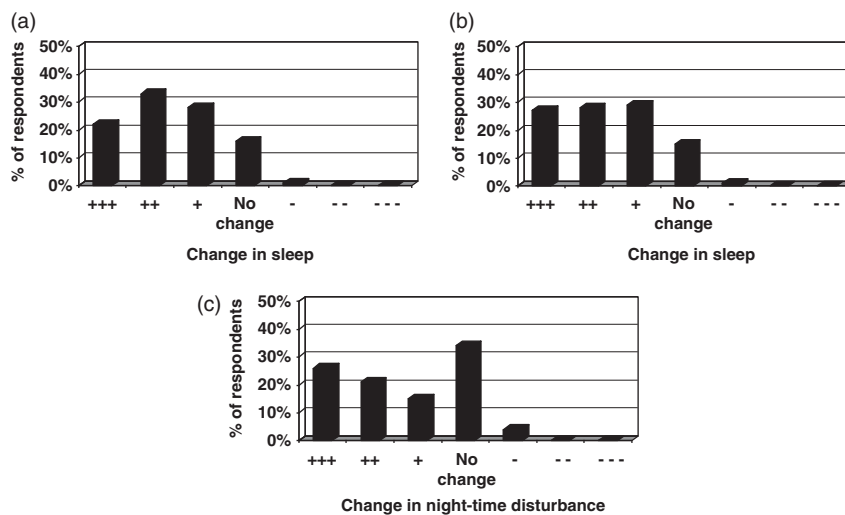 (a)
% of respondents
50%
40%
30%
20%
10%
0%
+++ ++ + No change - -- ---
Change in sleep
(b)
% of respondents
50%
40%
30%
20%
10%
0%
+++ ++ + No change - -- ---
Change in sleep
(c)
% of respondents
50%
40%
30%
20%
10%
0%
+++ ++ + No change - -- ---
Change in night-time disturbance